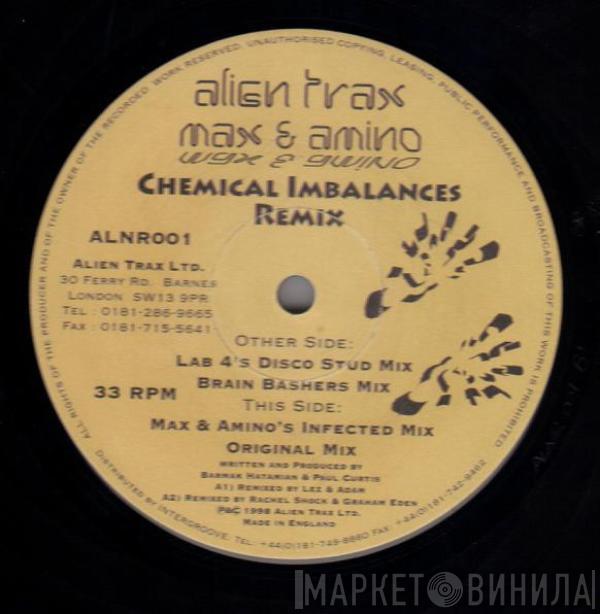 ALL RIGHTS OF THE PRODUCER AND OF THE OWNER OF THE RECORDED WORK RESERVED. UNAUTHORISED COPYING, LEASING, PUBLIC PERFORMANCE AND BROADCASTING OF THIS WORK IS PROHIBITED
alien trax
max & amino
max & amino
CHEMICAL IMBALANCES
REMIX
ALNR001
ALIEN TRAX LTD.
30 FERRY RD. BARNES
LONDON SW13 9PR
TEL : 0181-286-9665
FAX : 0181-715-5641
OTHER SIDE:
LAB 4'S DISCO STUD MIX
BRAIN BASHERS MIX
33 RPM
THIS SIDE:
MAX & AMINO'S INFECTED MIX
ORIGINAL MIX
WRITTEN AND PRODUCED BY
BARMAK HATAMIAN & PAUL CURTIS
A1) REMIXED BY LEZ & ADAM
A2) REMIXED BY RACHEL SHOCK & GRAHAM EDEN
P&C 1998 ALIEN TRAX LTD.
MADE IN ENGLAND
DISTRIBUTED BY INTERGROOVE, TEL: +44(0)181-749-8860 FAX: +44(0)181-742-9462
МАРКЕТ ВИНИЛА